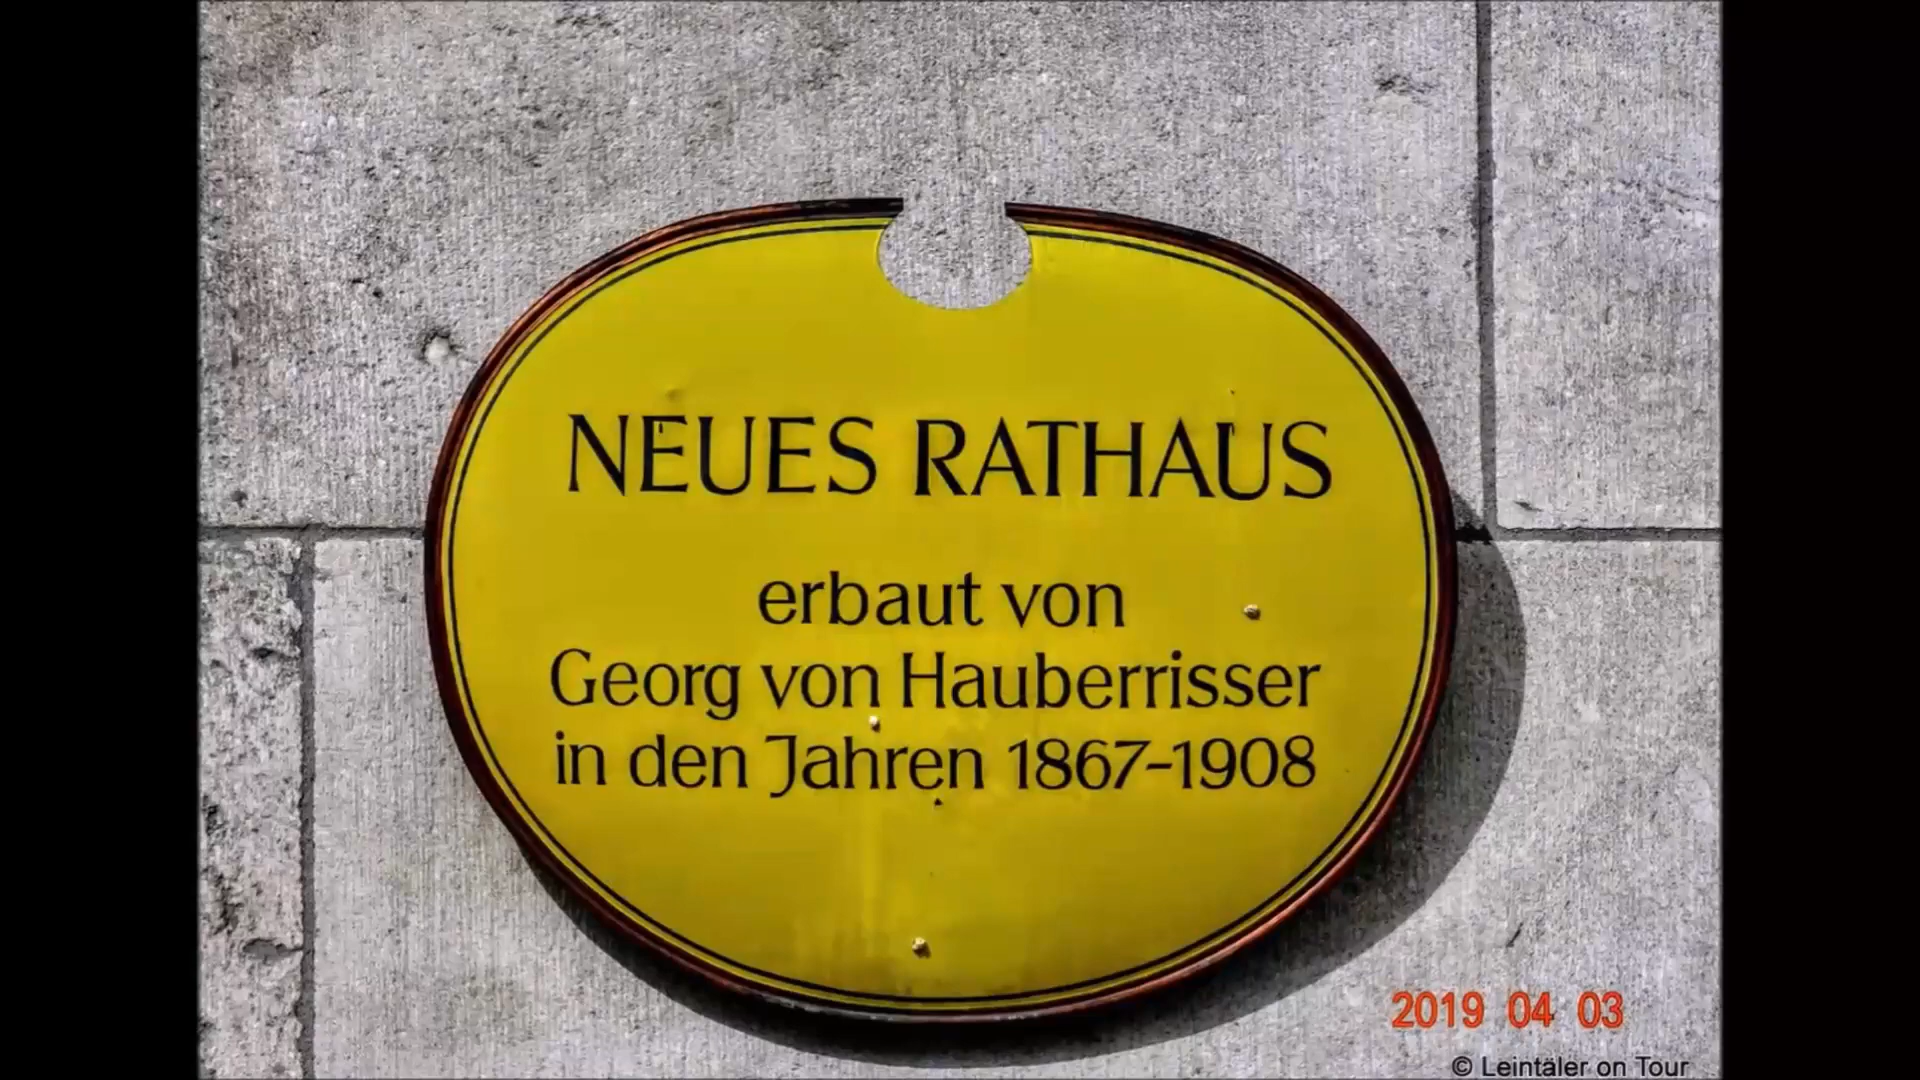 NEUES RATHAUS
erbaut von
Georg von Hauberrisser
in den Jahren 1867-1908
2019 04 03
© Leintäler on Tour